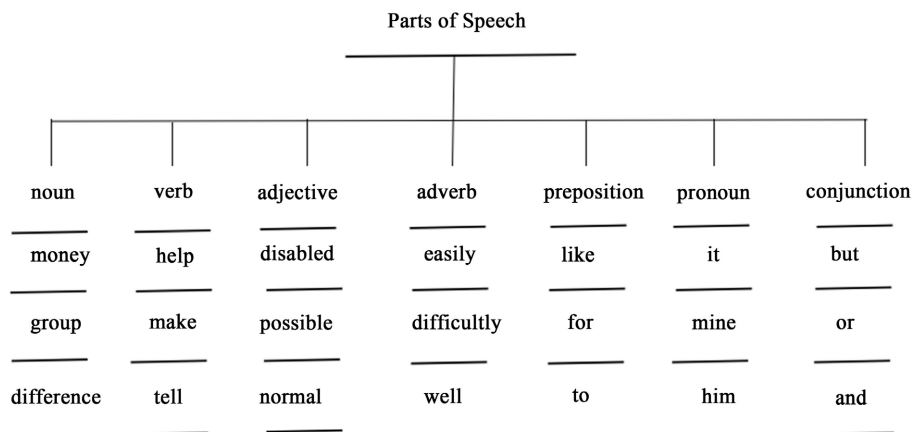 Parts of Speech
noun verb adjective adverb preposition pronoun conjunction
money help disabled easily like it but
group make possible difficultly for mine or
difference tell normal well to him and